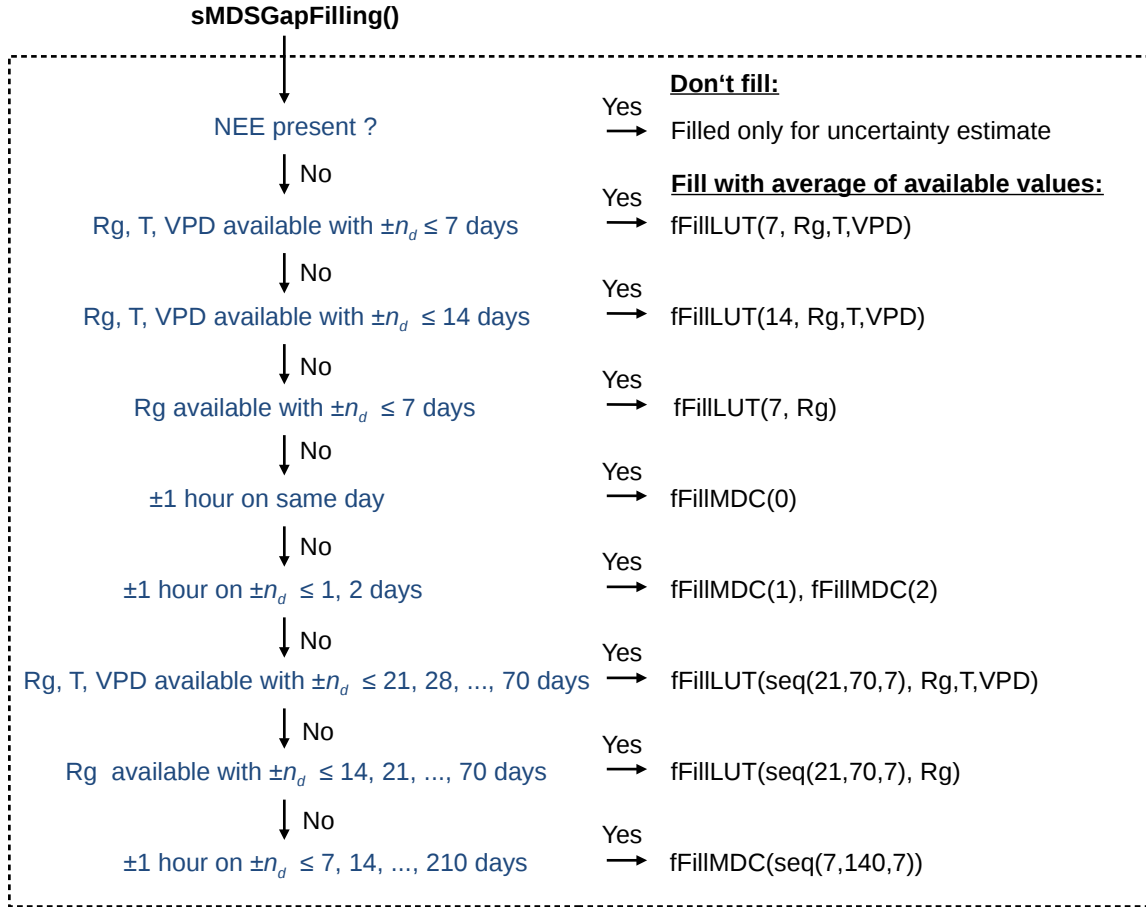 sMDSGapFilling()
Don‘t fill:
NEE present ?
Yes
Filled only for uncertainty estimate
No
Fill with average of available values:
Rg, T, VPD available with ±nd ≤ 7 days
Yes
fFillLUT(7, Rg,T,VPD)
No
Rg, T, VPD available with ±nd ≤ 14 days
Yes
fFillLUT(14, Rg,T,VPD)
No
Rg available with ±nd ≤ 7 days
Yes
fFillLUT(7, Rg)
No
±1 hour on same day
Yes
fFillMDC(0)
No
±1 hour on ±nd ≤ 1, 2 days
Yes
fFillMDC(1), fFillMDC(2)
No
Rg, T, VPD available with ±nd ≤ 21, 28, ..., 70 days
Yes
fFillLUT(seq(21,70,7), Rg,T,VPD)
No
Rg available with ±nd ≤ 14, 21, ..., 70 days
Yes
fFillLUT(seq(21,70,7), Rg)
No
±1 hour on ±nd ≤ 7, 14, ..., 210 days
Yes
fFillMDC(seq(7,140,7))